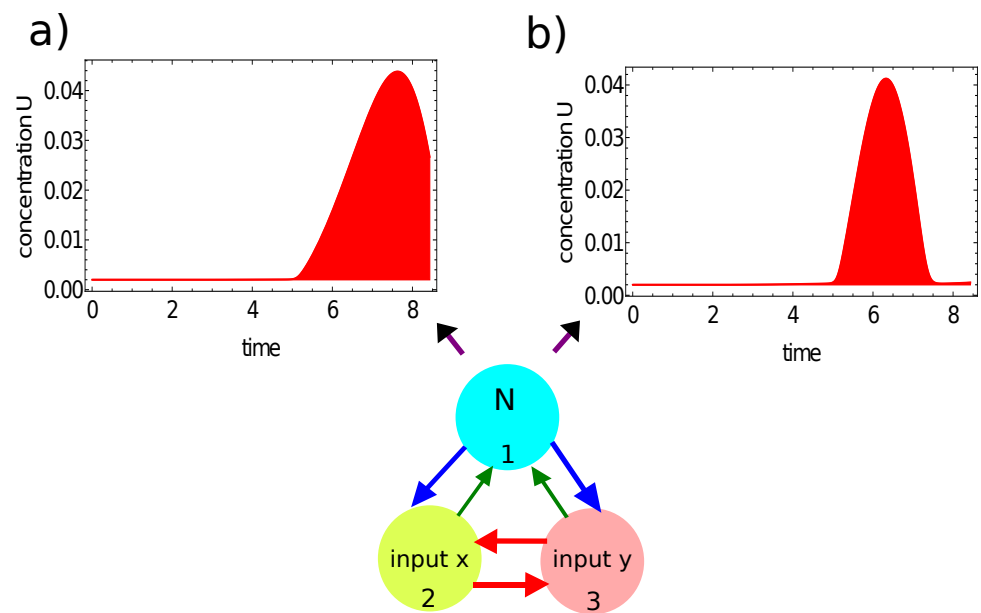 a)
concentration U
0.04
0.03
0.02
0.01
0.00
0 2 4 6 8
time
b)
concentration U
0.04
0.03
0.02
0.01
0.00
0 2 4 6 8
time
N
1
input x
2
input y
3